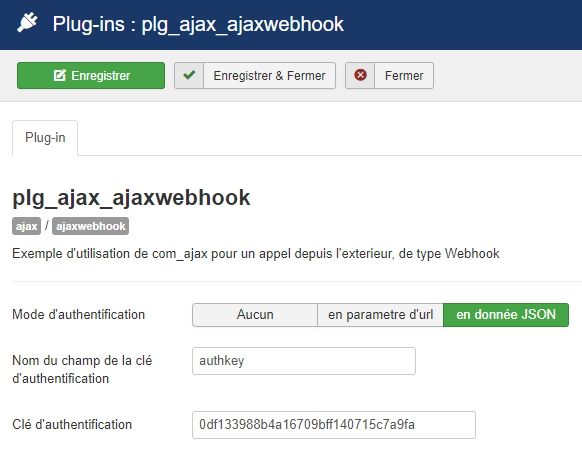 Plug-ins : plg_ajax_ajaxwebhook
Enregistrer Enregistrer & Fermer Fermer
Plug-in
plg_ajax_ajaxwebhook
ajax / ajaxwebhook
Exemple d'utilisation de com_ajax pour un appel depuis l'exterieur, de type Webhook
Mode d'authentification Aucun en parametre d'url en donnée JSON
Nom du champ de la clé
d'authentification
authkey
Clé d'authentification 0df133988b4a16709bff140715c7a9fa